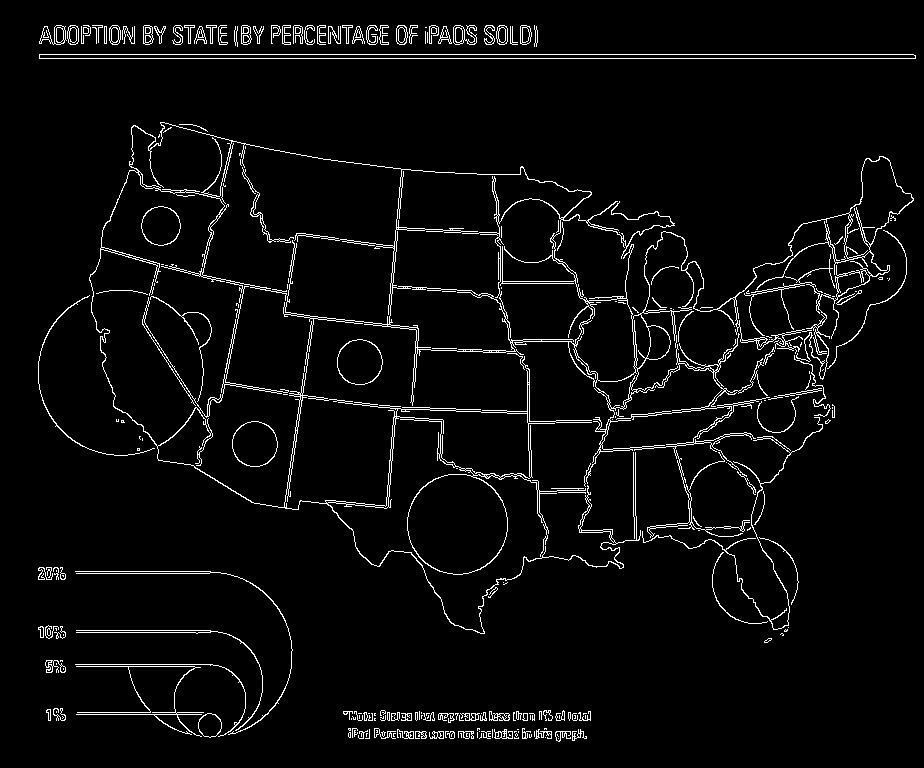 ADOPTION BY STATE (BY PERCENTAGE OF iPADS SOLD)
20%
10%
5%
1%
*Note: States that represent less than 1% of total
iPad Purchases were not included in this graph.